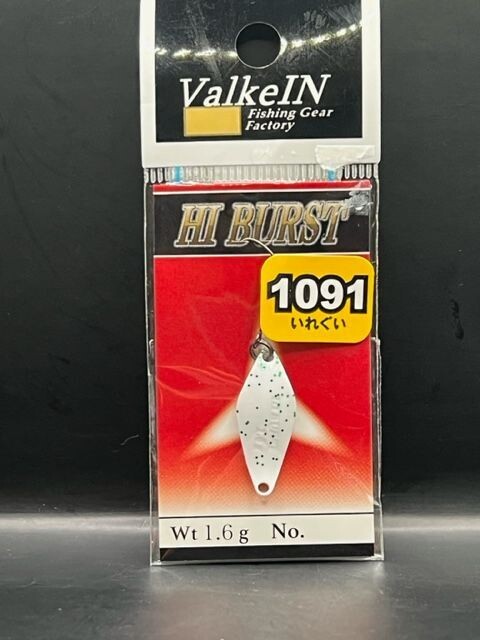 ValkeIN
Fishing Gear
Factory
HI BURST
1091
いれぐい
Wt 1.6 g No.